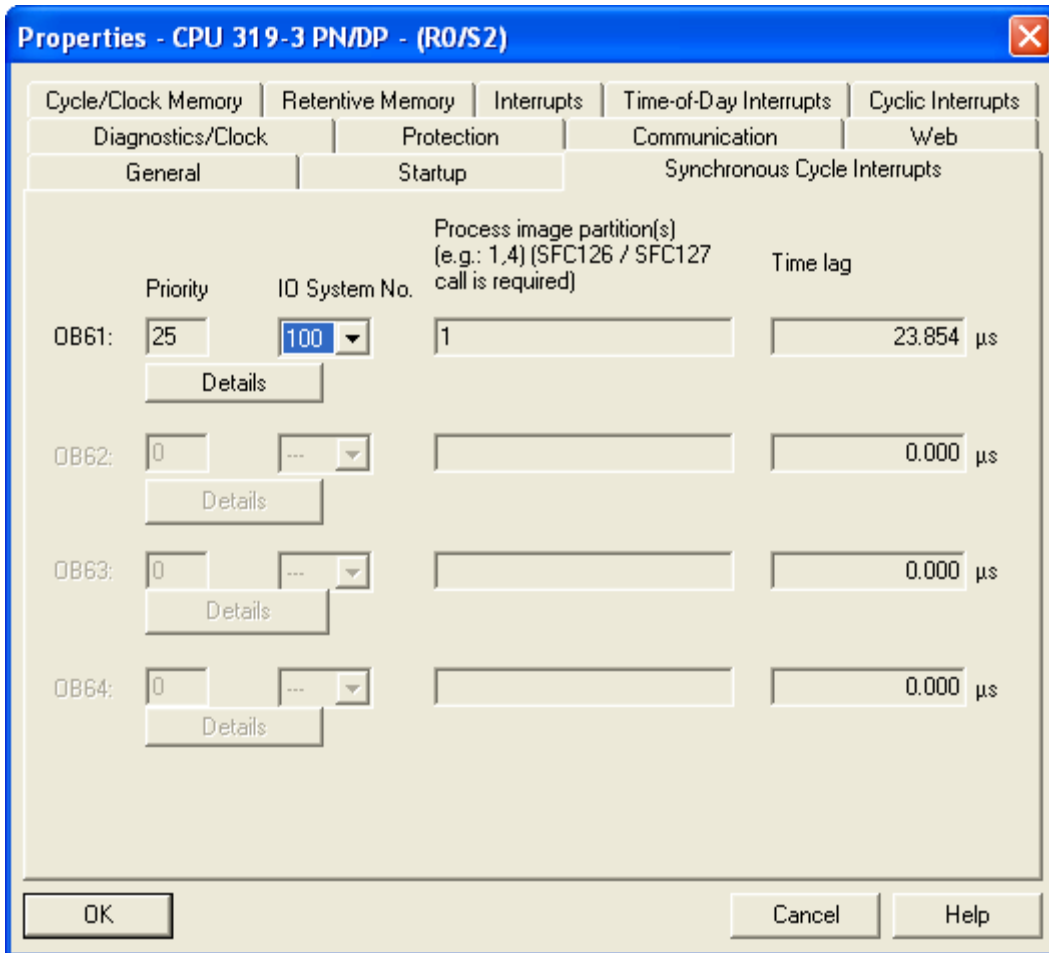 Properties - CPU 319-3 PN/DP - (R0/S2)
Cycle/Clock Memory Retentive Memory Interrupts Time-of-Day Interrupts Cyclic Interrupts
Diagnostics/Clock Protection Communication Web
General Startup Synchronous Cycle Interrupts
Process image partition(s)
(e.g.: 1,4) (SFC126 / SFC127
call is required)
Priority IO System No. Time lag
OB61: 25 100 1 23.854 µs
Details
OB62: 0 --- 0.000 µs
Details
OB63: 0 --- 0.000 µs
Details
OB64: 0 --- 0.000 µs
Details
OK Cancel Help